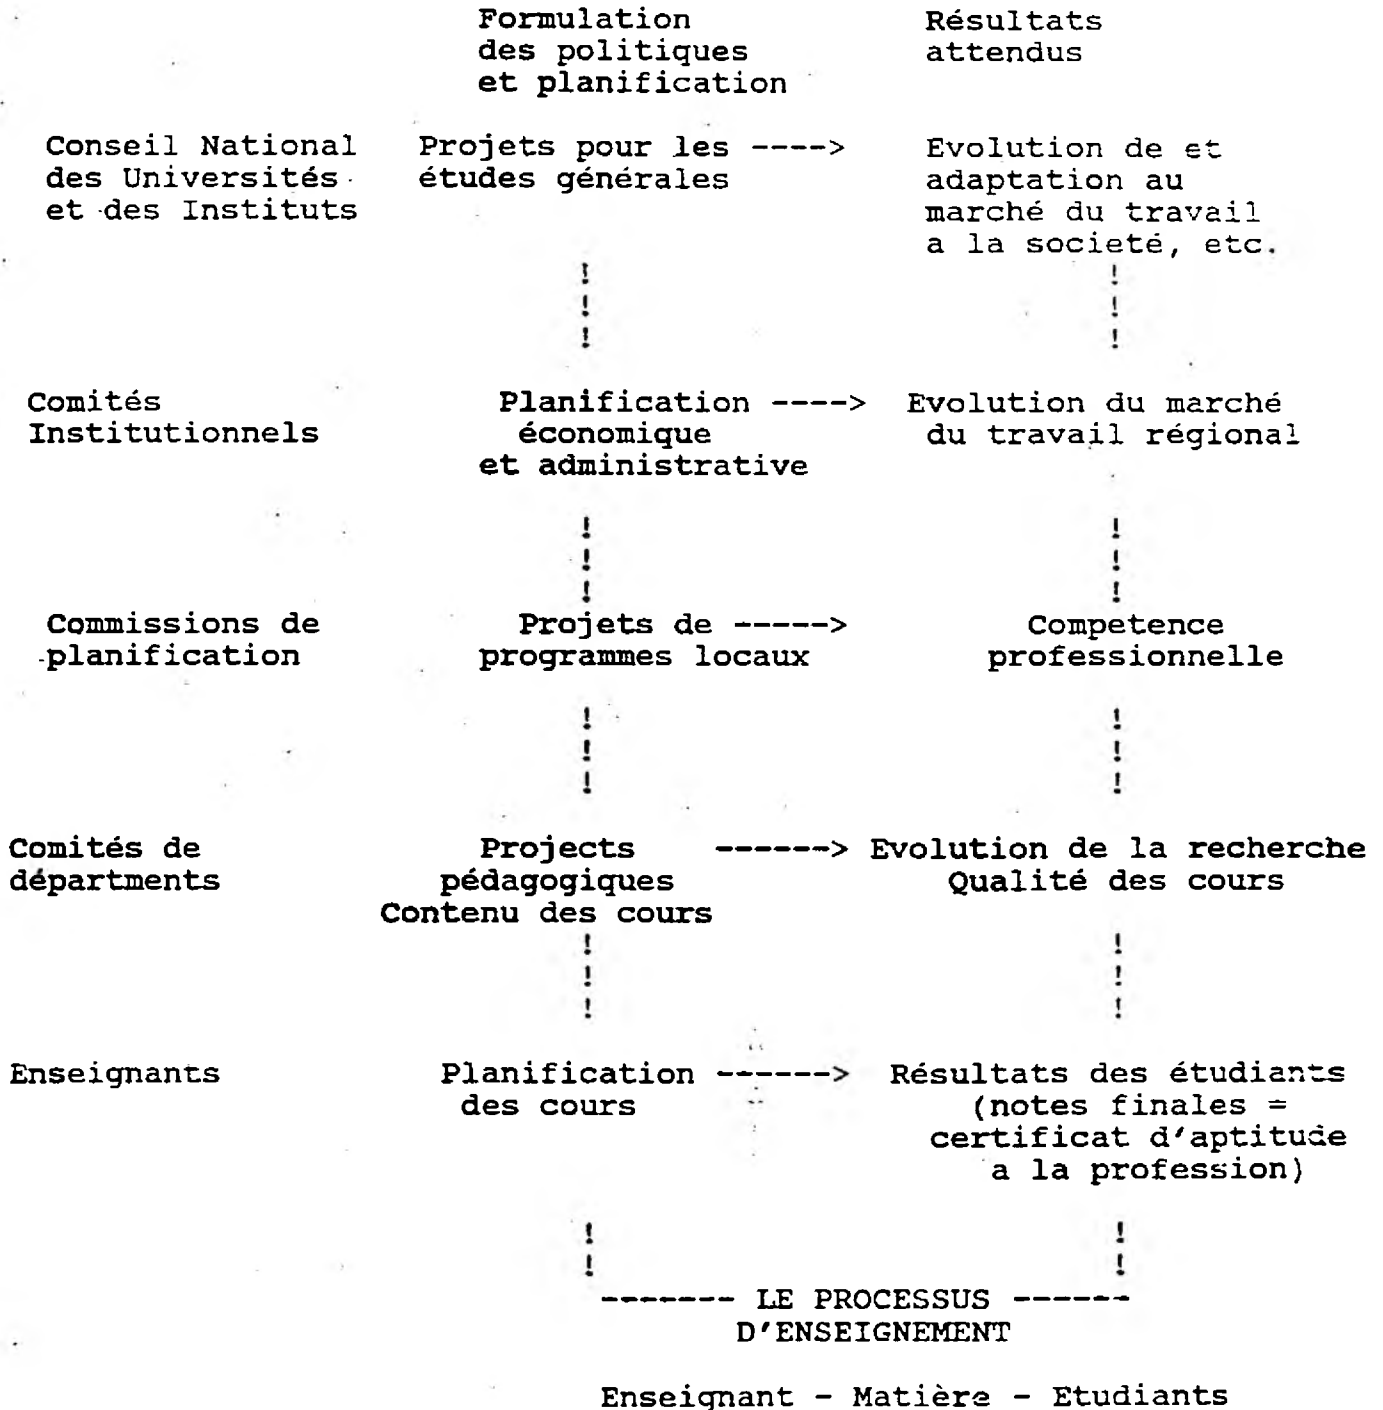 Formulation Résultats
des politiques attendus
et planification
Conseil National Projets pour les ----> Evolution de et
des Universités études générales adaptation au
et des Instituts marché du travail
a la societé, etc.
! !
! !
! !
Comités Planification ----> Evolution du marché
Institutionnels économique du travail régional
et administrative
! !
! !
! !
Commissions de Projets de -----> Competence
planification programmes locaux professionnelle
! !
! !
! !
Comités de Projects ------> Evolution de la recherche
départments pédagogiques Qualité des cours
Contenu des cours
! !
! !
! !
Enseignants Planification ------> Résultats des étudiants
des cours (notes finales =
certificat d'aptitude
a la profession)
! !
! !
------- LE PROCESSUS ------
D'ENSEIGNEMENT
Enseignant - Matière - Etudiants